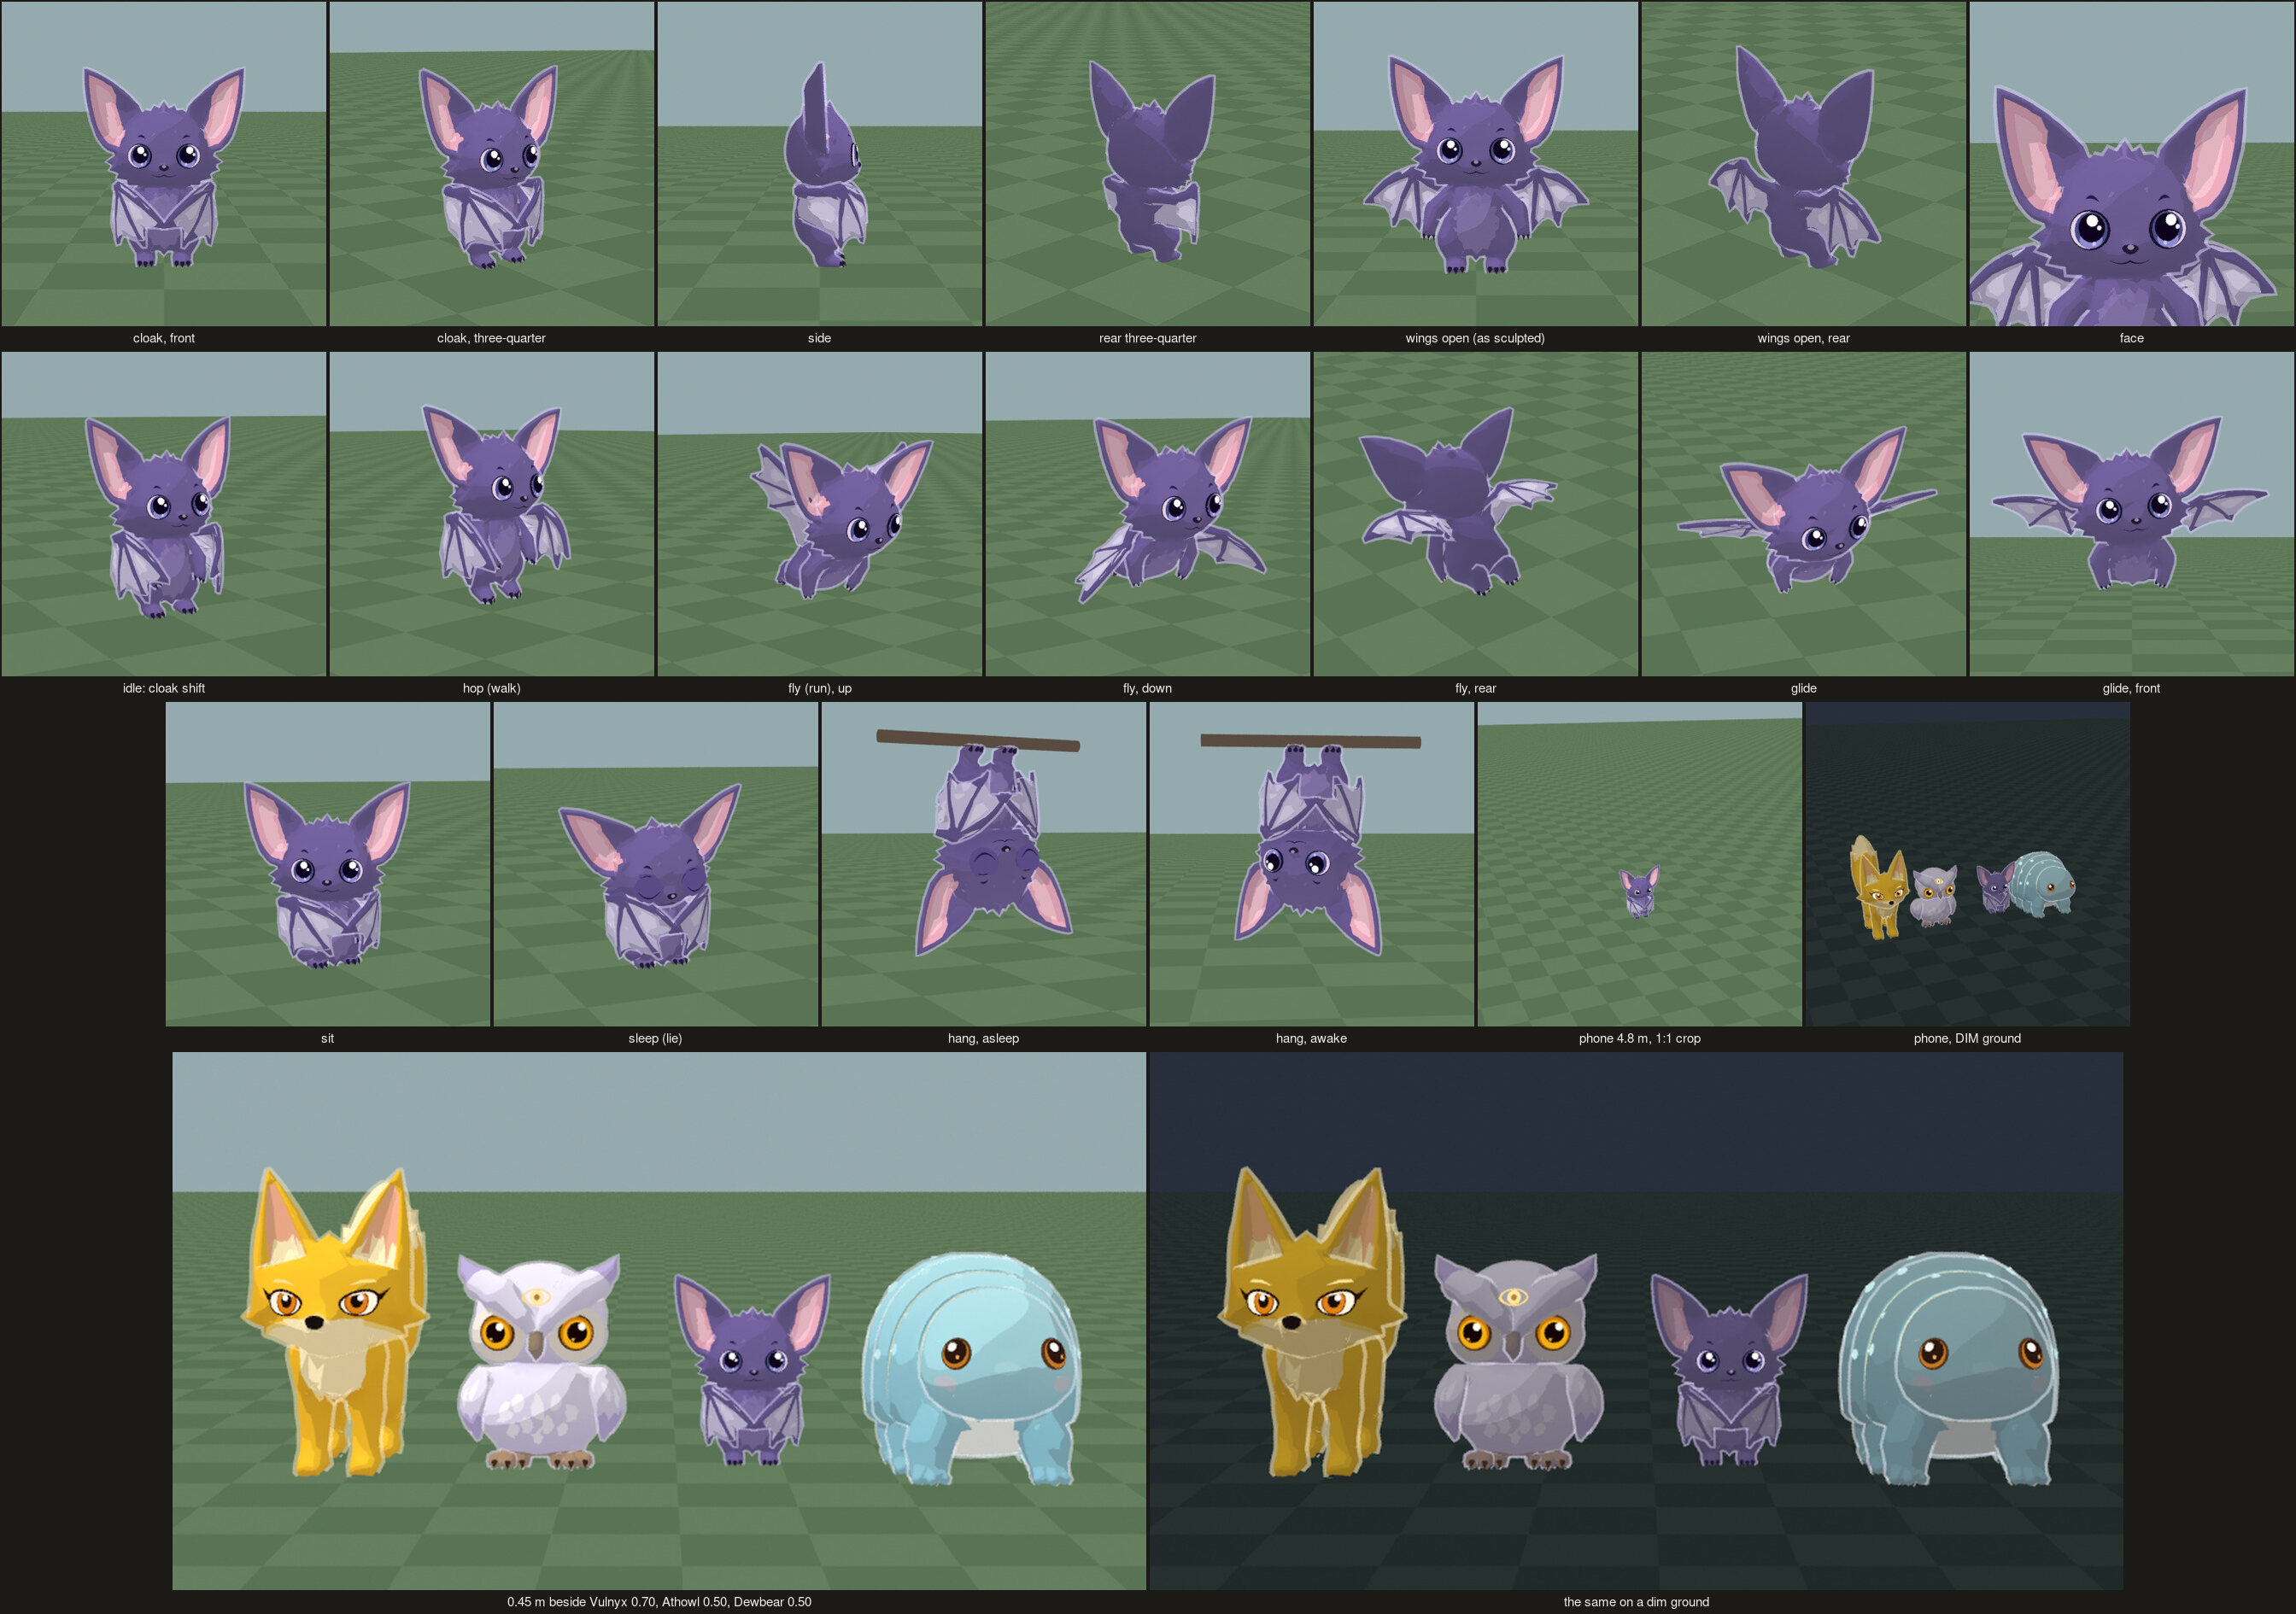 cloak, front
cloak, three-quarter
side
rear three-quarter
wings open (as sculpted)
wings open, rear
face
idle: cloak shift
hop (walk)
fly (run), up
fly, down
fly, rear
glide
glide, front
sit
sleep (lie)
hang, asleep
hang, awake
phone 4.8 m, 1:1 crop
phone, DIM ground
0.45 m beside Vulnyx 0.70, Athowl 0.50, Dewbear 0.50
the same on a dim ground